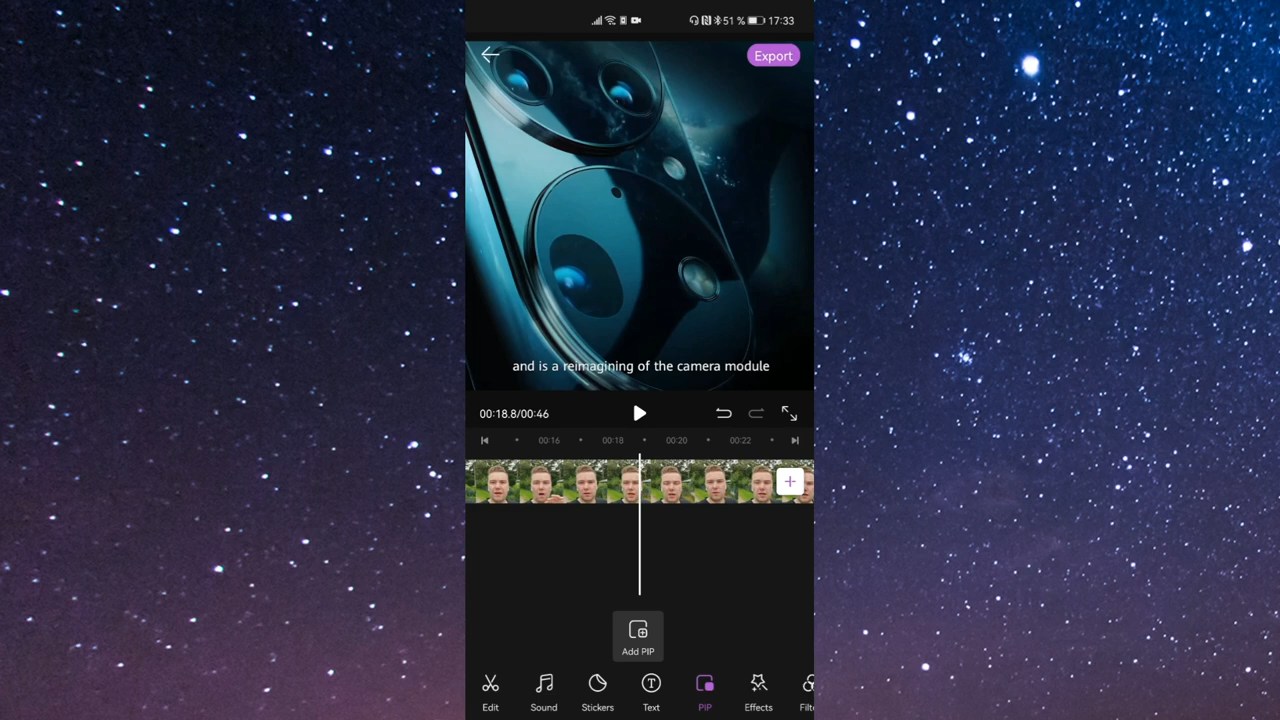 51 % 17:33
Export
and is a reimagining of the camera module
00:18.8/00:46
00:16 00:18 00:20 00:22
Add PIP
Edit Sound Stickers Text PIP Effects Filte